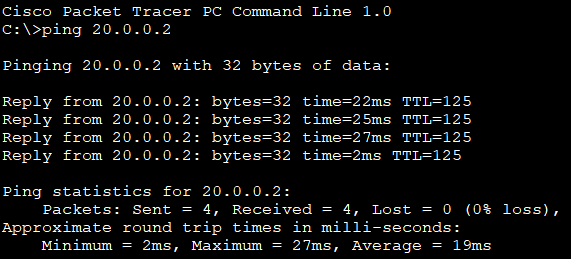 Cisco Packet Tracer PC Command Line 1.0
C:\>ping 20.0.0.2
Pinging 20.0.0.2 with 32 bytes of data:
Reply from 20.0.0.2: bytes=32 time=22ms TTL=125
Reply from 20.0.0.2: bytes=32 time=25ms TTL=125
Reply from 20.0.0.2: bytes=32 time=27ms TTL=125
Reply from 20.0.0.2: bytes=32 time=2ms TTL=125
Ping statistics for 20.0.0.2:
    Packets: Sent = 4, Received = 4, Lost = 0 (0% loss),
Approximate round trip times in milli-seconds:
    Minimum = 2ms, Maximum = 27ms, Average = 19ms